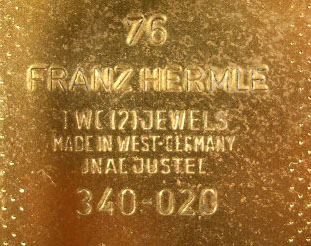 76
FRANZ HERMLE
TWO (2) JEWELS
MADE IN WEST-GERMANY
UNADJUSTED
340-020